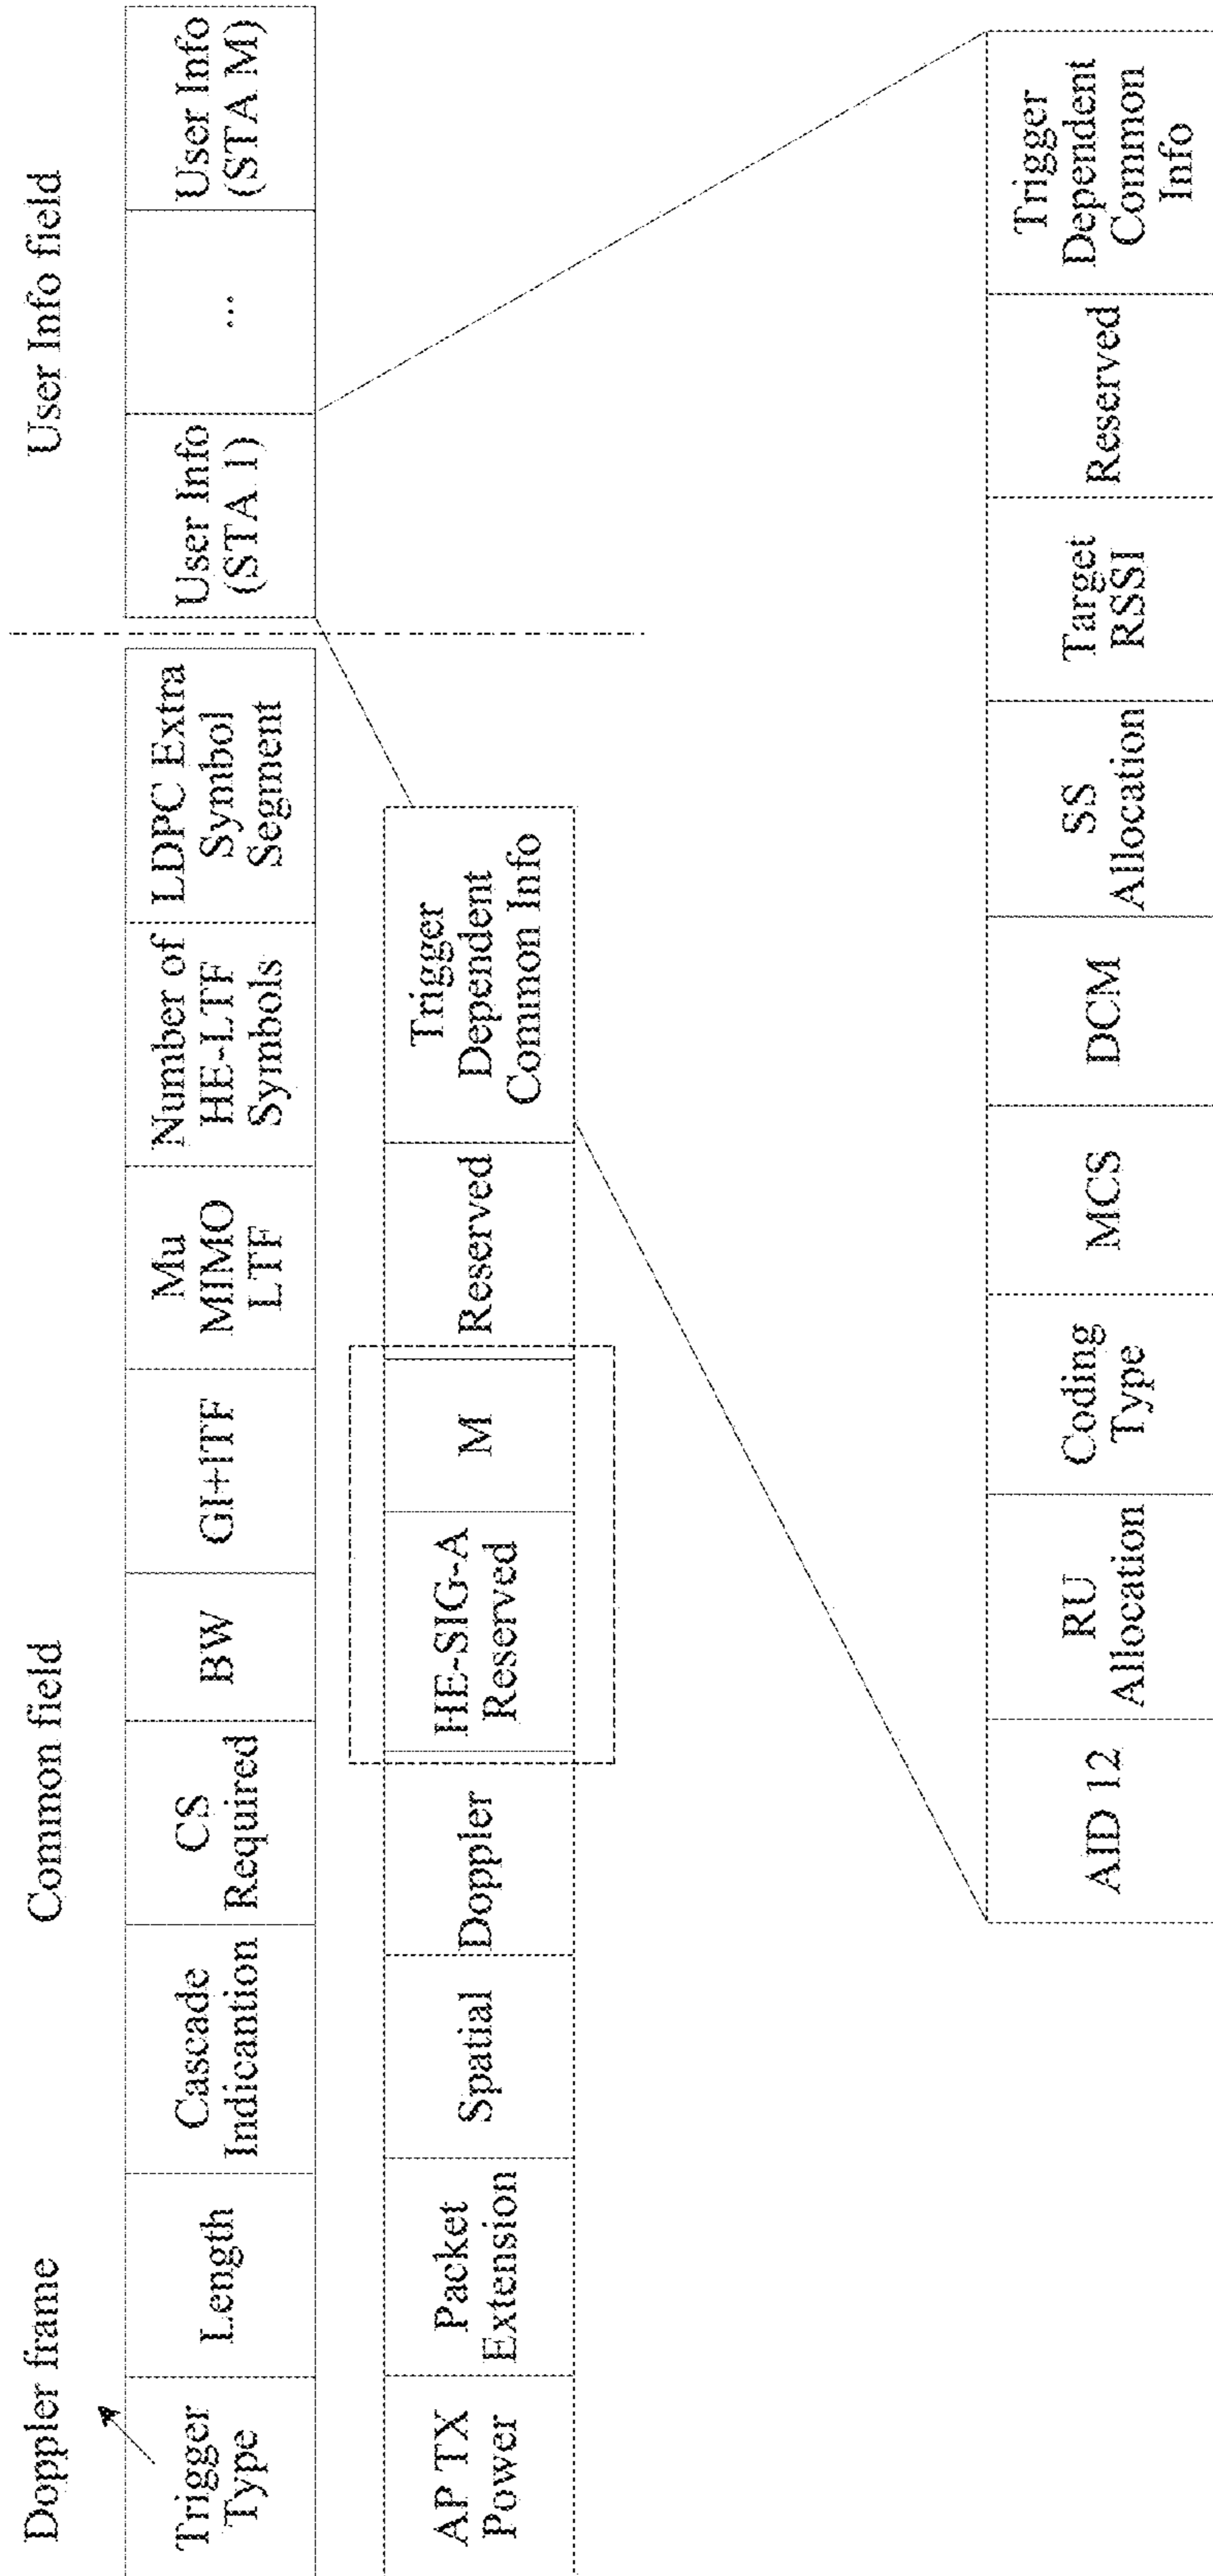 Doppler frame
Common field
User Info field
Trigger
Type
Length
Cascade
Indicantion
CS
Required
BW
GI+lTF
Mu
MIMO
LTF
Number of
HE-LTF
Symbols
LDPC Extra
Symbol
Segment
User Info
(STA 1)
...
User Info
(STA M)
AP TX
Power
Packet
Extension
Spatial
Doppler
HE-SIG-A
Reserved
M
Reserved
Trigger
Dependent
Common Info
AID 12
RU
Allocation
Coding
Type
MCS
DCM
SS
Allocation
Target
RSSI
Reserved
Trigger
Dependent
Common
Info